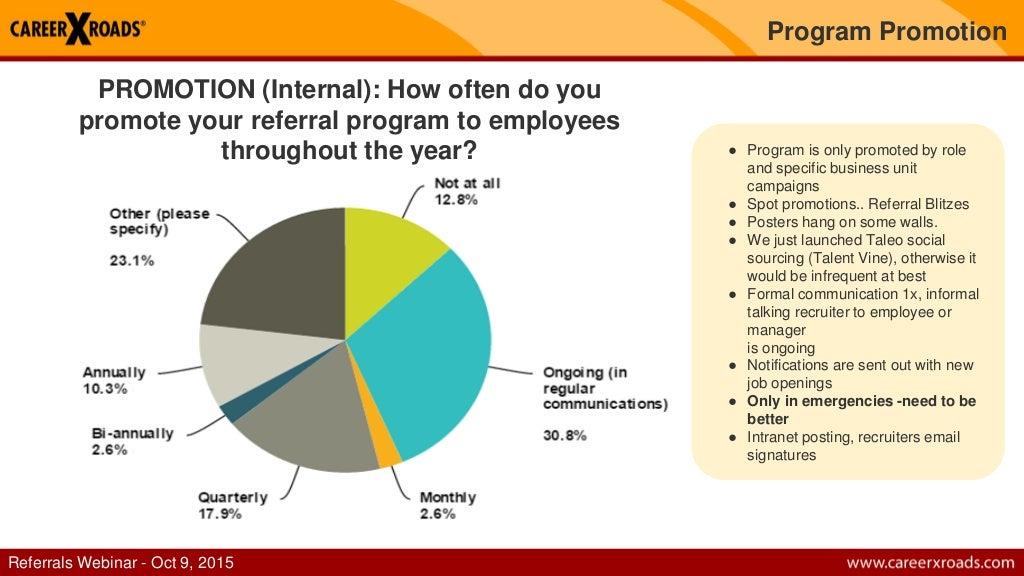 CAREERXROADS®
Program Promotion
PROMOTION (Internal): How often do you
promote your referral program to employees
throughout the year?
Not at all
12.8%
Other (please
specify)
23.1%
Annually
10.3%
Bi-annually
2.6%
Quarterly
17.9%
Monthly
2.6%
Ongoing (in
regular
communications)
30.8%
● Program is only promoted by role
and specific business unit
campaigns
● Spot promotions.. Referral Blitzes
● Posters hang on some walls.
● We just launched Taleo social
sourcing (Talent Vine), otherwise it
would be infrequent at best
● Formal communication 1x, informal
talking recruiter to employee or
manager
is ongoing
● Notifications are sent out with new
job openings
● Only in emergencies -need to be
better
● Intranet posting, recruiters email
signatures
Referrals Webinar - Oct 9, 2015
www.careerxroads.com